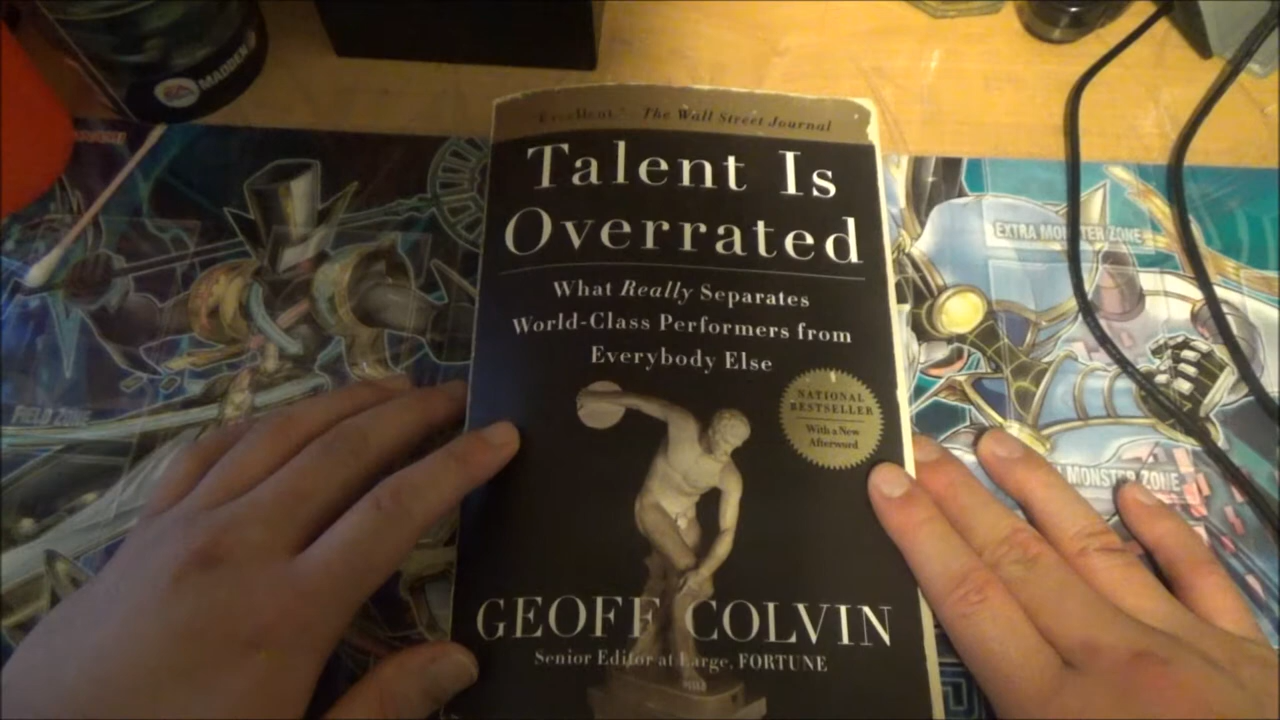 EA
MADDEN
"Excellent." —The Wall Street Journal
Talent Is
Overrated
What Really Separates
World-Class Performers from
Everybody Else
NATIONAL
BESTSELLER
With a New
Afterword
GEOFF COLVIN
Senior Editor at Large, FORTUNE
EXTRA MONSTER ZONE
MONSTER ZONE
FIELD ZONE